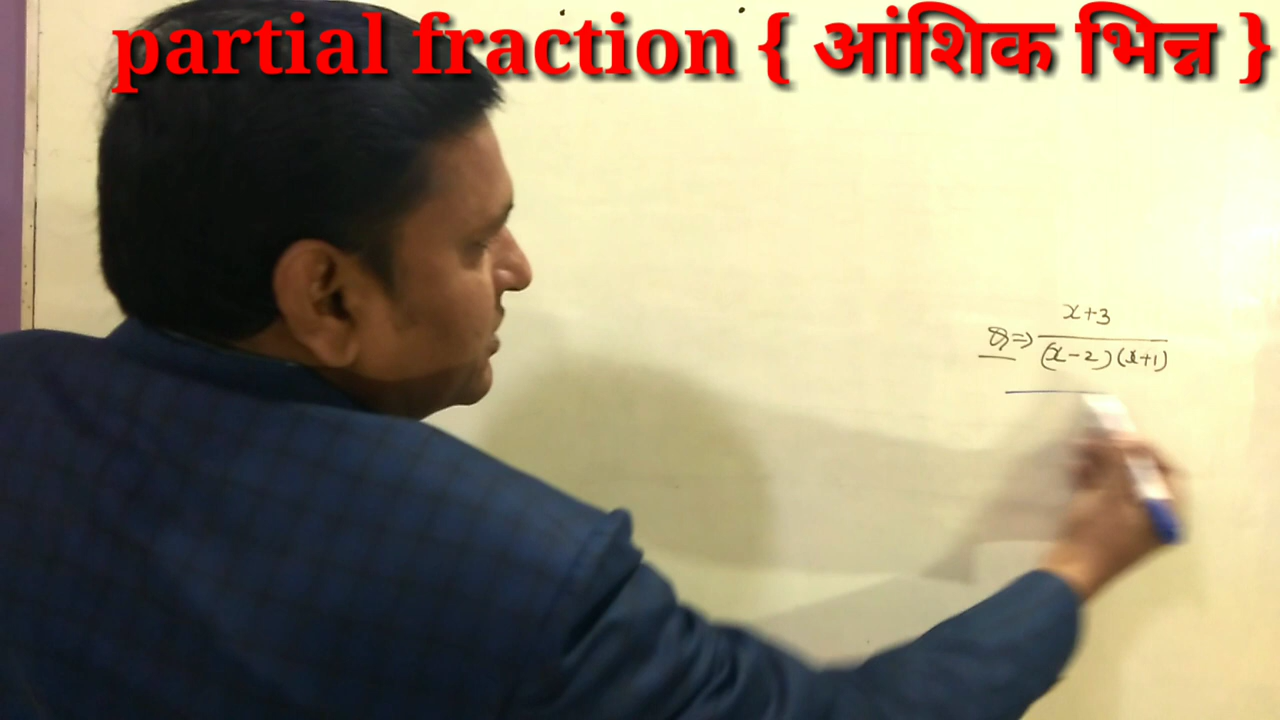 partial fraction { आंशिक भिन्न }
x+3
Q⇒
(x-2)(x+1)